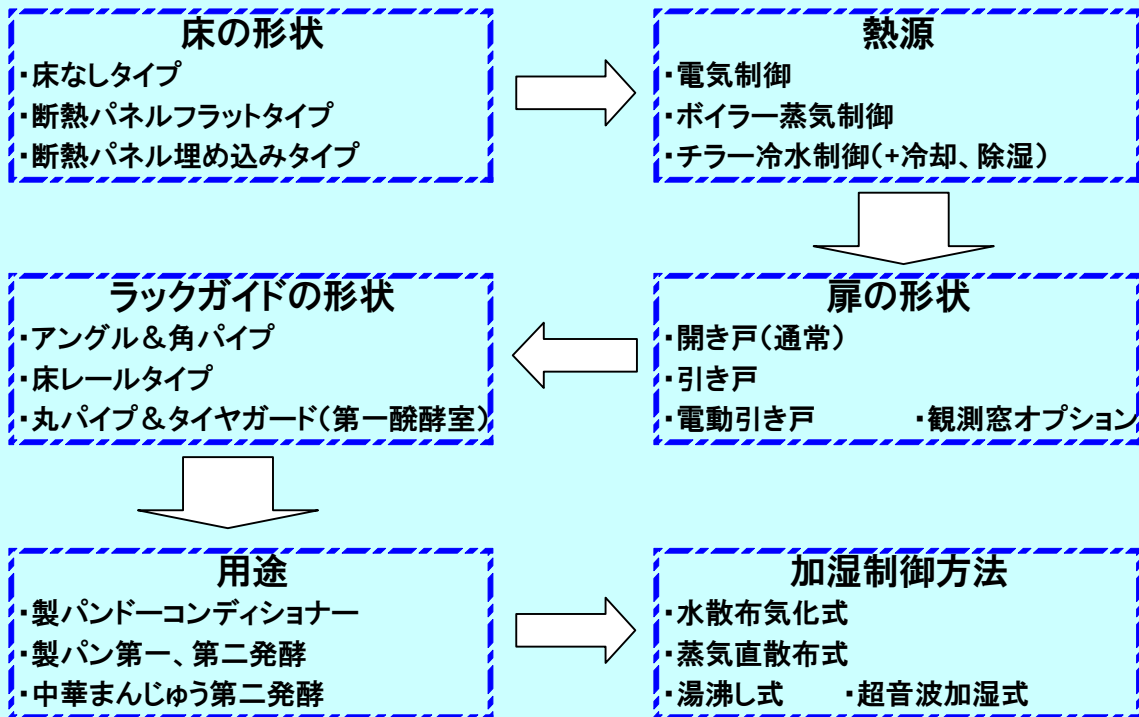 床の形状
・床なしタイプ
・断熱パネルフラットタイプ
・断熱パネル埋め込みタイプ
熱源
・電気制御
・ボイラー蒸気制御
・チラー冷水制御(+冷却、除湿)
扉の形状
・開き戸(通常)
・引き戸
・電動引き戸 ・観測窓オプション
ラックガイドの形状
・アングル&角パイプ
・床レールタイプ
・丸パイプ&タイヤガード(第一醗酵室)
用途
・製パンドーコンディショナー
・製パン第一、第二発酵
・中華まんじゅう第二発酵
加湿制御方法
・水散布気化式
・蒸気直散布式
・湯沸し式 ・超音波加湿式